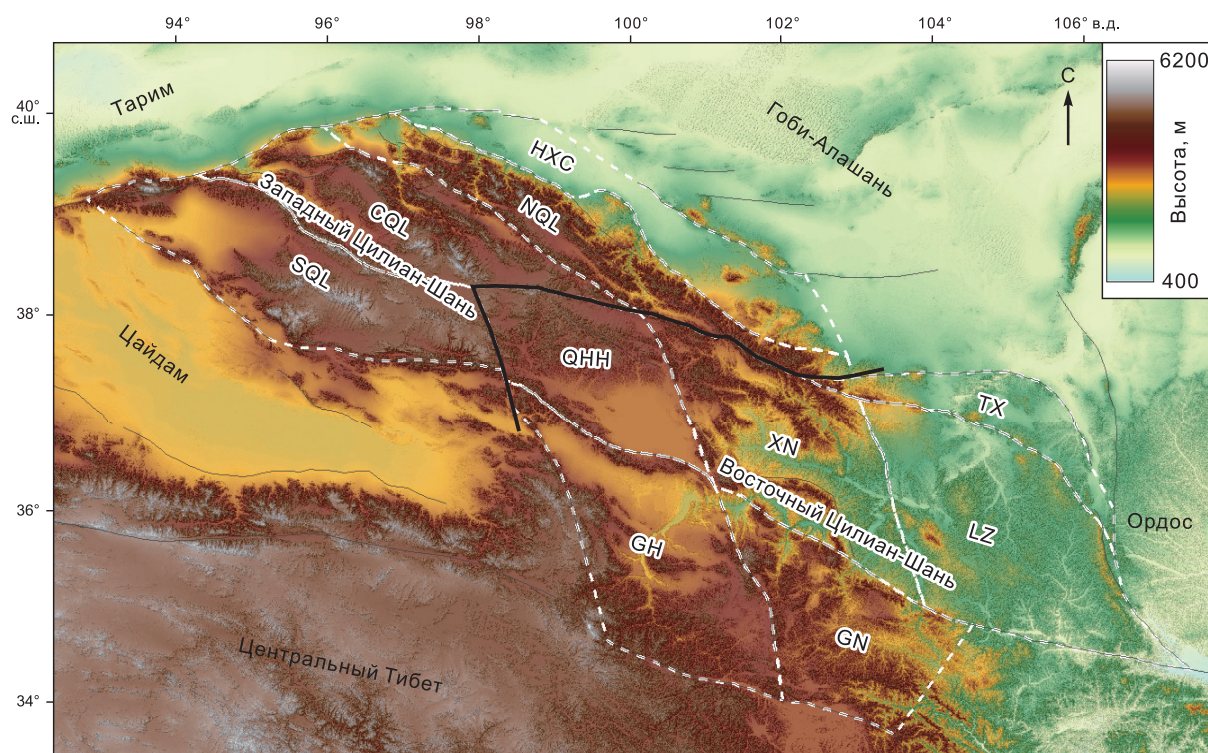 94°
96°
98°
100°
102°
104°
106° в.д.
6200
400
Высота, м
С
40°
с.ш.
38°
36°
34°
Тарим
Гоби-Алашань
HXC
NQL
CQL
Западный Цилиан-Шань
SQL
Цайдам
QHH
TX
XN
Восточный Цилиан-Шань
LZ
Ордос
GH
GN
Центральный Тибет